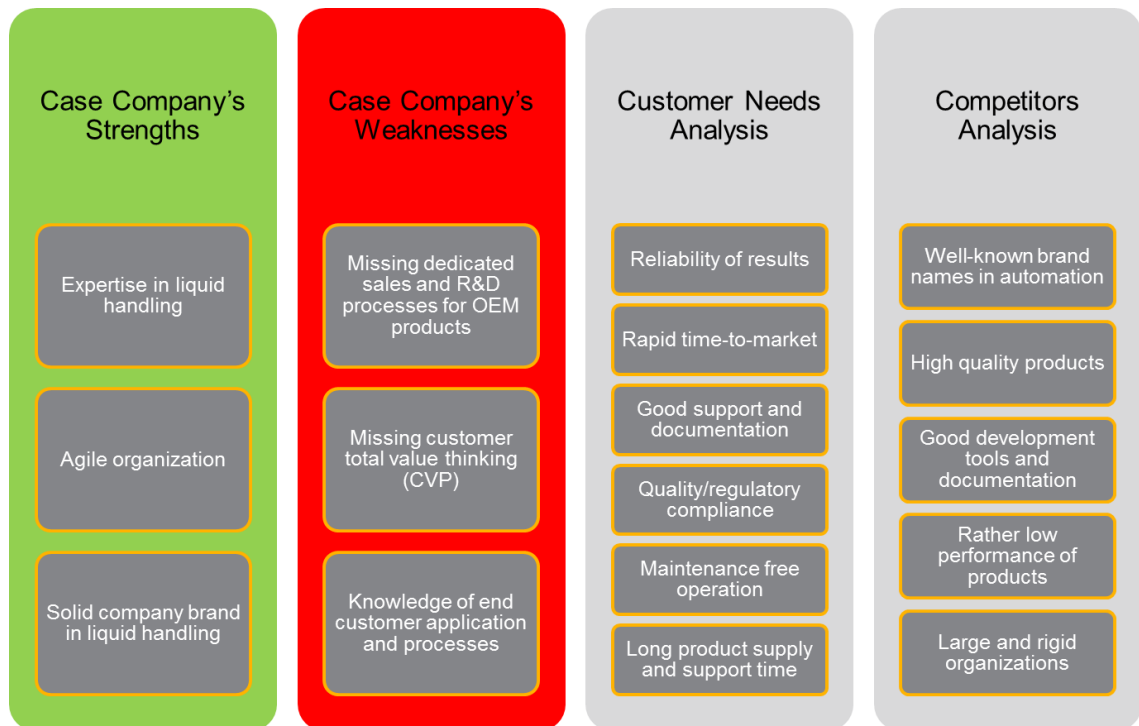 Case Company's
Strengths
Expertise in liquid
handling
Agile organization
Solid company brand
in liquid handling
Case Company's
Weaknesses
Missing dedicated
sales and R&D
processes for OEM
products
Missing customer
total value thinking
(CVP)
Knowledge of end
customer application
and processes
Customer Needs
Analysis
Reliability of results
Rapid time-to-market
Good support and
documentation
Quality/regulatory
compliance
Maintenance free
operation
Long product supply
and support time
Competitors
Analysis
Well-known brand
names in automation
High quality products
Good development
tools and
documentation
Rather low
performance of
products
Large and rigid
organizations